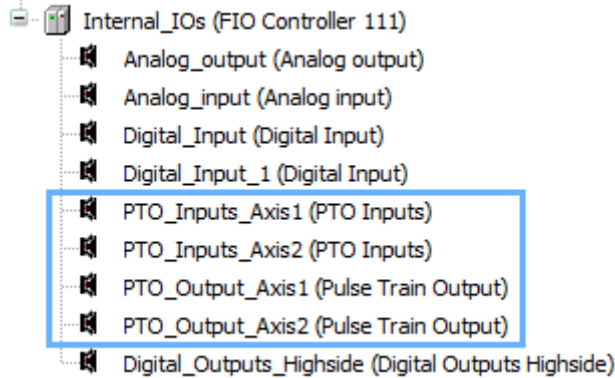 Internal_IOs (FIO Controller 111)
Analog_output (Analog output)
Analog_input (Analog input)
Digital_Input (Digital Input)
Digital_Input_1 (Digital Input)
PTO_Inputs_Axis1 (PTO Inputs)
PTO_Inputs_Axis2 (PTO Inputs)
PTO_Output_Axis1 (Pulse Train Output)
PTO_Output_Axis2 (Pulse Train Output)
Digital_Outputs_Highside (Digital Outputs Highside)